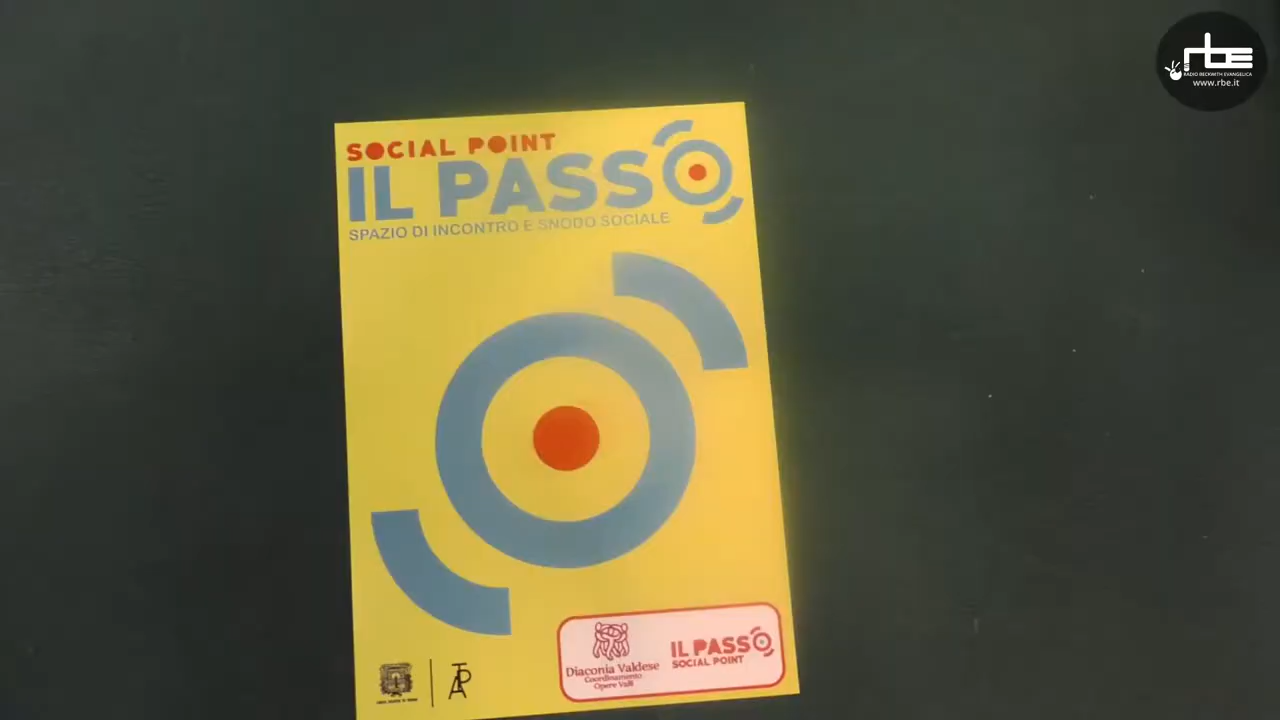 rbe
RADIO BECKWITH EVANGELICA
www.rbe.it
SOCIAL POINT
IL PASSO
SPAZIO DI INCONTRO E SNODO SOCIALE
Diaconia Valdese
Coordinamento
Opere Valli
IL PASSO
SOCIAL POINT